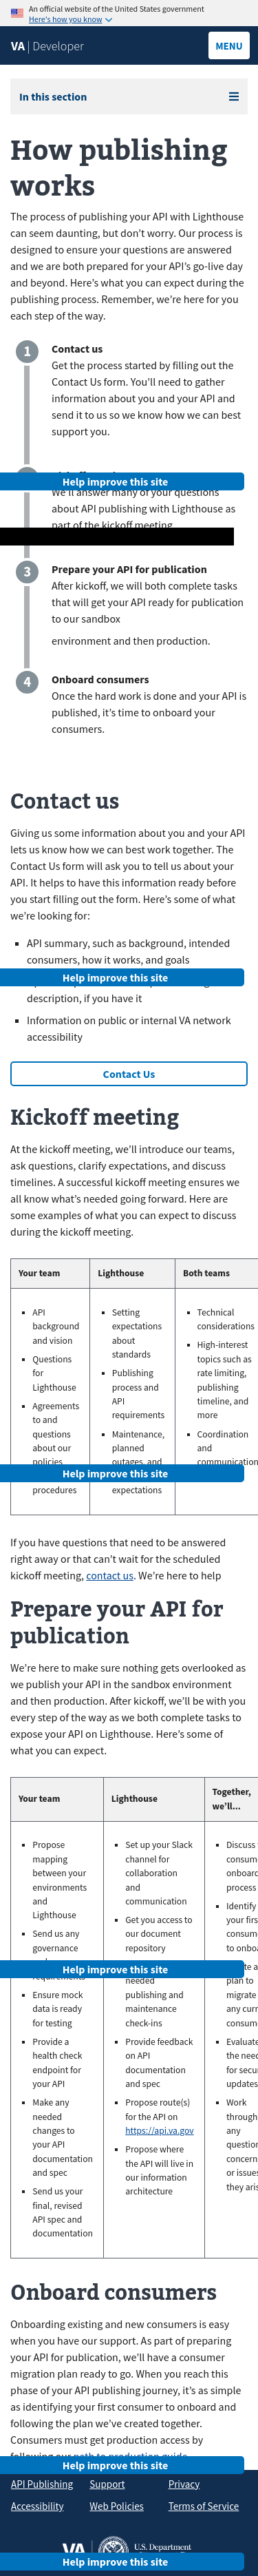 An official website of the United States government
Here's how you know
VA | Developer
MENU
In this section
How publishing
works
The process of publishing your API with Lighthouse
can seem daunting, but don't worry. Our process is
designed to ensure your questions are answered
and we are both prepared for your API's go-live day
and beyond. Here's what you can expect during the
publishing process. Remember, we're here for you
each step of the way.
1
Contact us
Get the process started by filling out the
Contact Us form. You'll need to gather
information about you and your API and
send it to us so we know how we can best
support you.
Help improve this site
We'll answer many of your questions
about API publishing with Lighthouse as
part of the kickoff meeting
3
Prepare your API for publication
After kickoff, we will both complete tasks
that will get your API ready for publication
to our sandbox
environment and then production.
4
Onboard consumers
Once the hard work is done and your API is
published, it's time to onboard your
consumers.
Contact us
Giving us some information about you and your API
lets us know how we can best work together. The
Contact Us form will ask you to tell us about your
API. It helps to have this information ready before
you start filling out the form. Here's some of what
we're looking for:
API summary, such as background, intended
consumers, how it works, and goals
Help improve this site
description, if you have it
Information on public or internal VA network
accessibility
Contact Us
Kickoff meeting
At the kickoff meeting, we'll introduce our teams,
ask questions, clarify expectations, and discuss
timelines. A successful kickoff meeting ensures we
all know what's needed going forward. Here are
some examples of what you can expect to discuss
during the kickoff meeting.
Your team
API
background
and vision
Questions
for
Lighthouse
Agreements
to and
questions
about our
policies
procedures
Lighthouse
Setting
expectations
about
standards
Publishing
process and
API
requirements
Maintenance,
planned
outages, and
expectations
Both teams
Technical
considerations
High-interest
topics such as
rate limiting,
publishing
timeline, and
more
Coordination
and
communication
Help improve this site
If you have questions that need to be answered
right away or that can't wait for the scheduled
kickoff meeting, contact us. We're here to help
Prepare your API for
publication
We're here to make sure nothing gets overlooked as
we publish your API in the sandbox environment
and then production. After kickoff, we'll be with you
every step of the way as we both complete tasks to
expose your API on Lighthouse. Here's some of
what you can expect.
Your team
Propose
mapping
between your
environments
and
Lighthouse
Send us any
governance
requirements
Ensure mock
data is ready
for testing
Provide a
health check
endpoint for
your API
Make any
needed
changes to
your API
documentation
and spec
Send us your
final, revised
API spec and
documentation
Lighthouse
Set up your Slack
channel for
collaboration
and
communication
Get you access to
our document
repository
needed
publishing and
maintenance
check-ins
Provide feedback
on API
documentation
and spec
Propose route(s)
for the API on
https://api.va.gov
Propose where
the API will live in
our information
architecture
Together,
we'll...
Discuss
consum
onboard
process
Identify
your firs
consum
to onboa
plan to
migrate
any curr
consum
Evaluate
the need
for secur
updates
Work
through
any
question
concern
or issues
they aris
Help improve this site
Onboard consumers
Onboarding existing and new consumers is easy
when you have our support. As part of preparing
your API for publication, we'll have a consumer
migration plan ready to go. When you reach this
phase of your API publishing journey, it's as simple
as identifying your first consumer to onboard and
following the plan we've created together.
Consumers must get production access by
following our path to production guide
Help improve this site
API Publishing Support Privacy
Accessibility Web Policies Terms of Service
VA
U.S. Department
Help improve this site